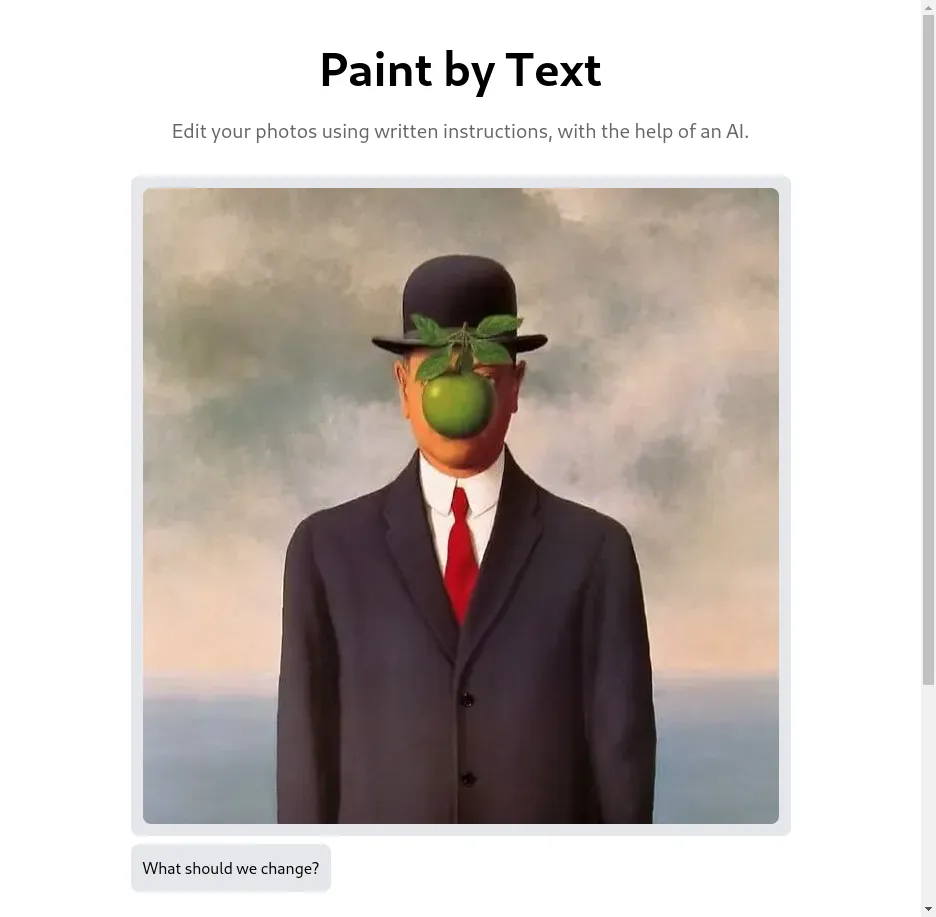 Paint by Text
Edit your photos using written instructions, with the help of an AI.
What should we change?